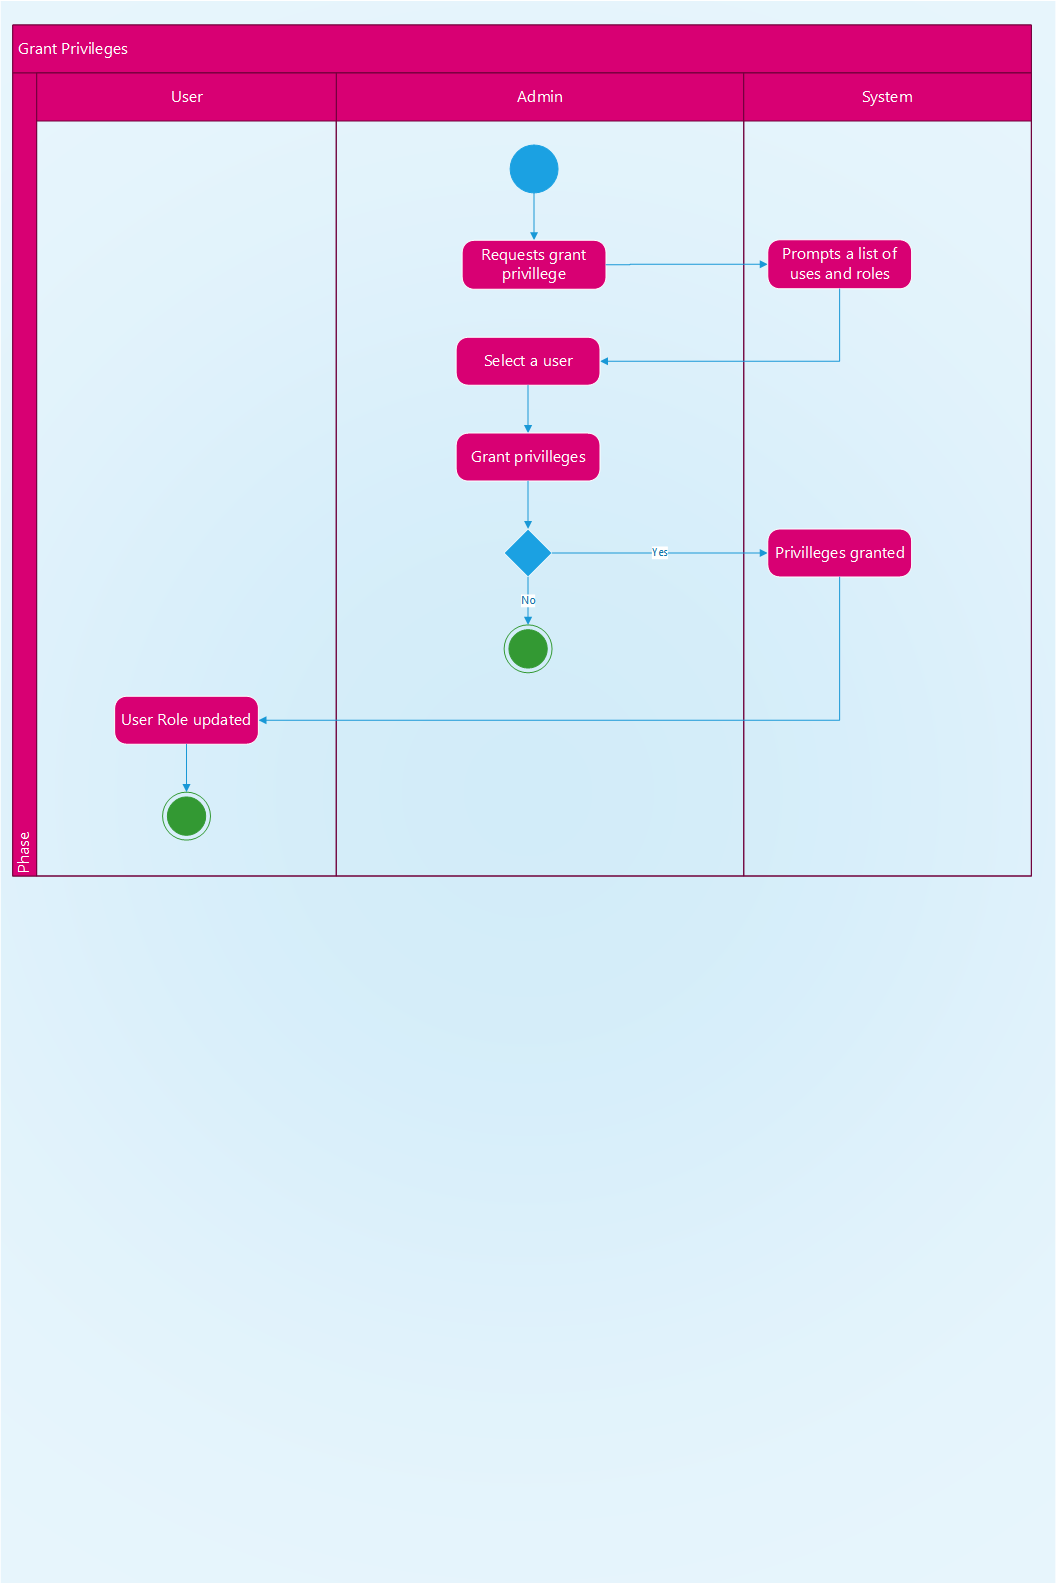 Grant Privileges
User
Admin
System
Requests grant
privillege
Prompts a list of
uses and roles
Select a user
Grant privilleges
Yes
Privilleges granted
No
User Role updated
Phase